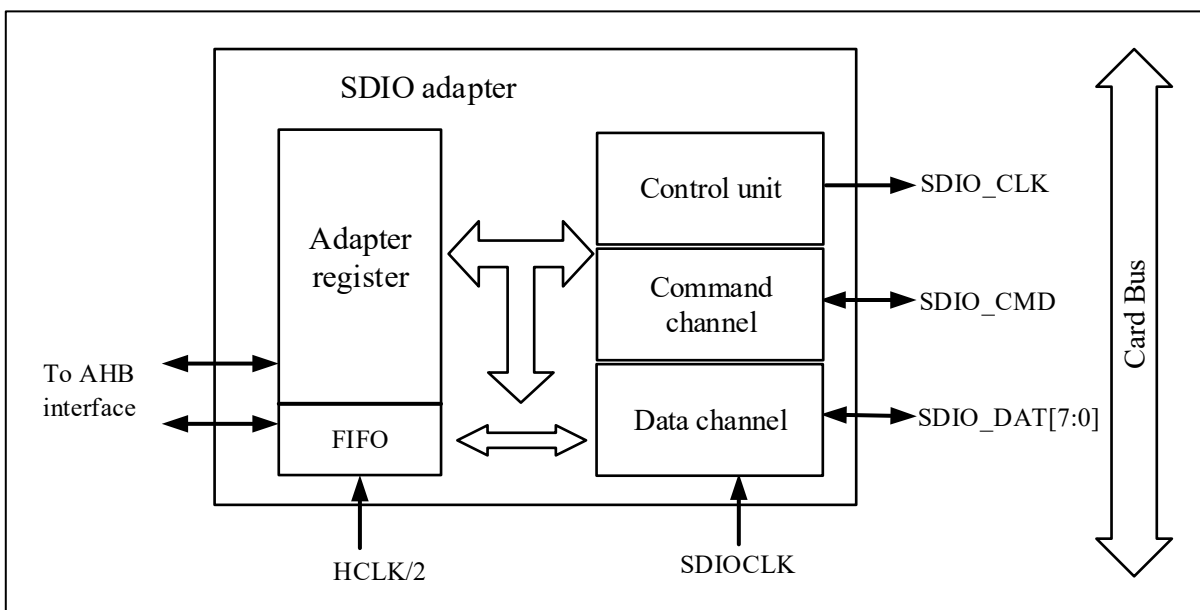 SDIO adapter
Adapter
register
FIFO
Control unit
Command
channel
Data channel
SDIO_CLK
SDIO_CMD
SDIO_DAT[7:0]
To AHB
interface
HCLK/2
SDIOCLK
Card Bus